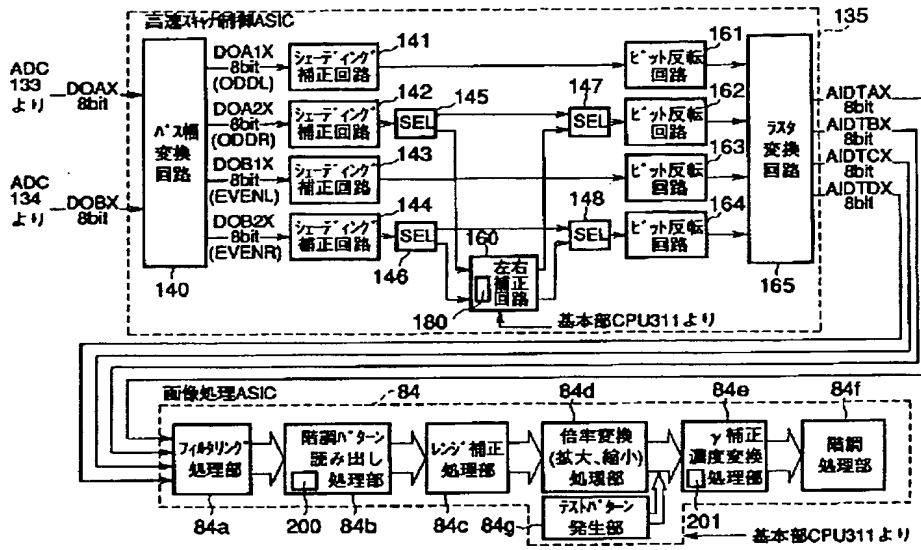 高速スキャナ制御ASIC
135
ADC
133
より
DOAX
8bit
ADC
134
より
DOBX
8bit
バス幅
変換
回路
140
DOA1X
8bit
(ODDL)
DOA2X
8bit
(ODDR)
DOB1X
8bit
(EVENL)
DOB2X
8bit
(EVENR)
シェーディング
補正回路
141
シェーディング
補正回路
142
シェーディング
補正回路
143
シェーディング
補正回路
144
SEL
145
SEL
146
SEL
147
SEL
148
160
左右
補正
回路
180
基本部CPU311より
ビット反転
回路
161
ビット反転
回路
162
ビット反転
回路
163
ビット反転
回路
164
ラスタ
変換
回路
165
AIDTAX
8bit
AIDTBX
8bit
AIDTCX
8bit
AIDTDX
8bit
画像処理ASIC
84
フィルタリング
処理部
84a
階調パターン
読み出し
処理部
200
84b
レンジ補正
処理部
84c
84d
倍率変換
(拡大、縮小)
処理部
テストパターン
発生部
84g
84e
γ補正
濃度変換
処理部
201
84f
階調
処理部
基本部CPU311より